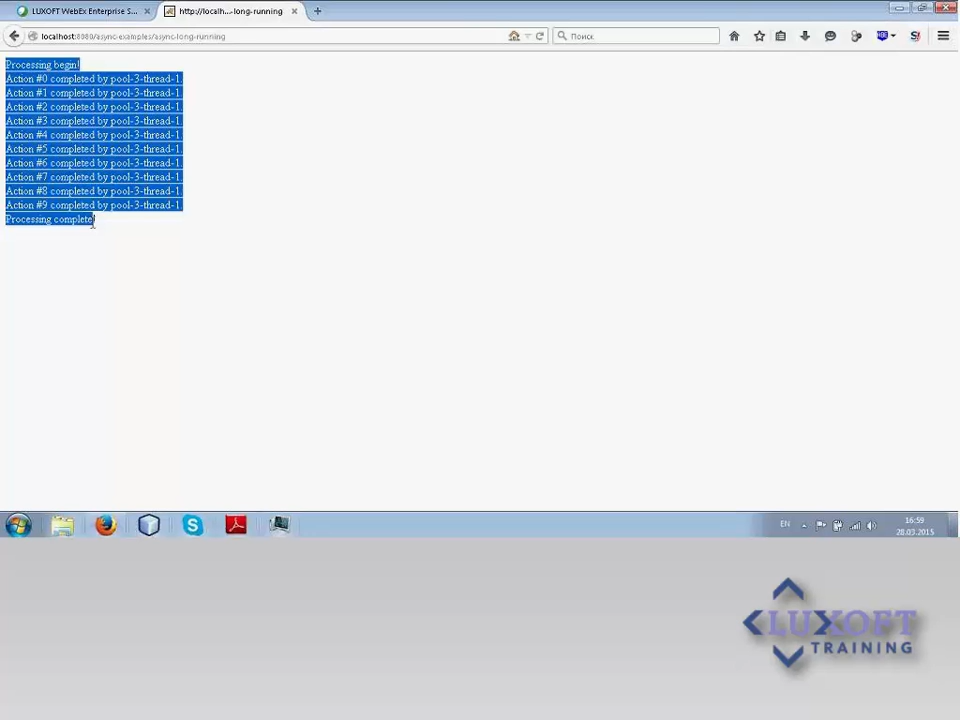 LUXOFT WebEx Enterprise S...
http://localh...-long-running
localhost:8080/async-examples/async-long-running
Поиск
Processing begin!
Action #0 completed by pool-3-thread-1.
Action #1 completed by pool-3-thread-1.
Action #2 completed by pool-3-thread-1.
Action #3 completed by pool-3-thread-1.
Action #4 completed by pool-3-thread-1.
Action #5 completed by pool-3-thread-1.
Action #6 completed by pool-3-thread-1.
Action #7 completed by pool-3-thread-1.
Action #8 completed by pool-3-thread-1.
Action #9 completed by pool-3-thread-1.
Processing complete!
EN
16:59
28.03.2015
LUXOFT
TRAINING